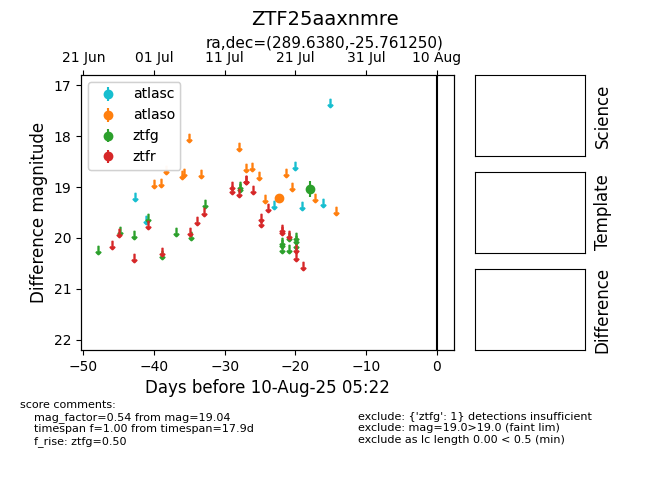 ZTF25aaxnmre
ra,dec=(289.6380,-25.761250)
21 Jun 01 Jul 11 Jul 21 Jul 31 Jul 10 Aug
17
18
19
20
21
22
Difference magnitude
atlasc
atlaso
ztfg
ztfr
−50 −40 −30 −20 −10 0
Days before 10-Aug-25 05:22
Science
Template
Difference
score comments:
mag_factor=0.54 from mag=19.04
timespan f=1.00 from timespan=17.9d
f_rise: ztfg=0.50
exclude: {'ztfg': 1} detections insufficient
exclude: mag=19.0>19.0 (faint lim)
exclude as lc length 0.00 < 0.5 (min)